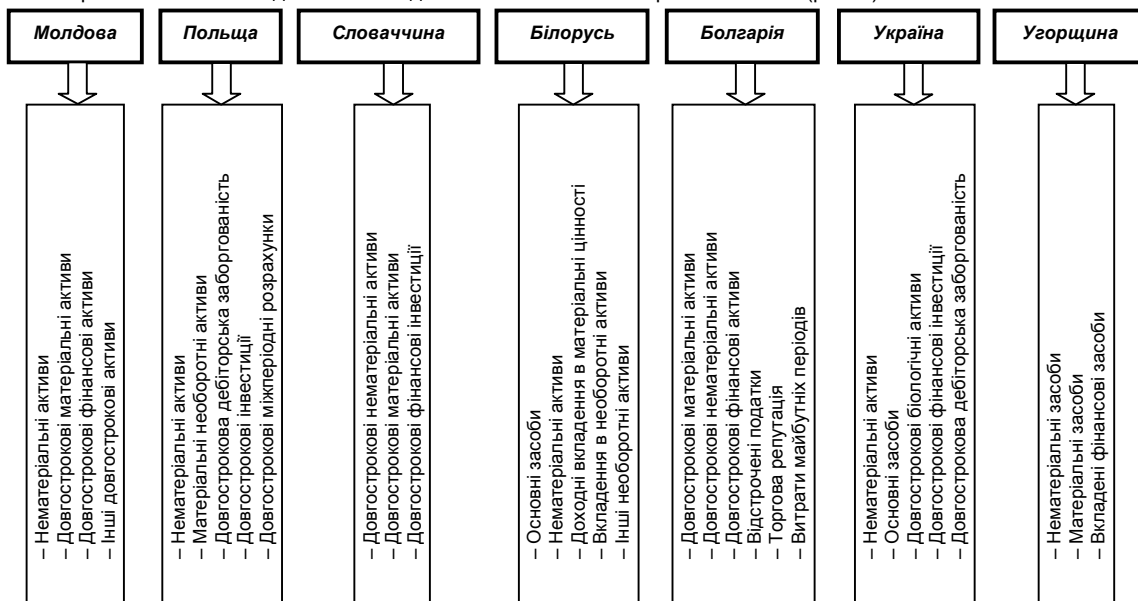 Молдова
Польща
Словаччина
Білорусь
Болгарія
Україна
Угорщина
– Нематеріальні активи
– Довгострокові матеріальні активи
– Довгострокові фінансові активи
– Інші довгострокові активи
– Нематеріальні активи
– Матеріальні необоротні активи
– Довгострокова дебіторська заборгованість
– Довгострокові інвестиції
– Довгострокові міжперіодні розрахунки
– Довгострокові нематеріальні активи
– Довгострокові матеріальні активи
– Довгострокові фінансові інвестиції
– Основні засоби
– Нематеріальні активи
– Доходні вкладення в матеріальні цінності
– Вкладення в необоротні активи
– Інші необоротні активи
– Довгострокові матеріальні активи
– Довгострокові нематеріальні активи
– Довгострокові фінансові активи
– Відстрочені податки
– Торгова репутація
– Витрати майбутніх періодів
– Нематеріальні активи
– Основні засоби
– Довгострокові біологічні активи
– Довгострокові фінансові інвестиції
– Довгострокова дебіторська заборгованість
– Нематеріальні засоби
– Матеріальні засоби
– Вкладені фінансові засоби